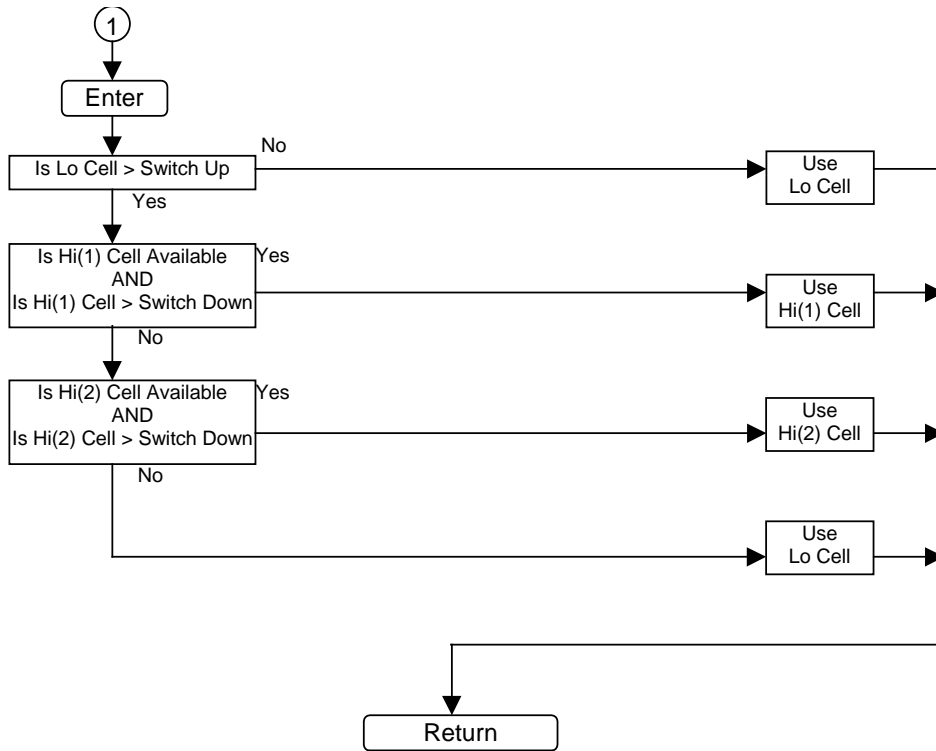 1
Enter
Is Lo Cell > Switch Up
No
Use
Lo Cell
Yes
Is Hi(1) Cell Available
AND
Is Hi(1) Cell > Switch Down
Yes
Use
Hi(1) Cell
No
Is Hi(2) Cell Available
AND
Is Hi(2) Cell > Switch Down
Yes
Use
Hi(2) Cell
No
Use
Lo Cell
Return